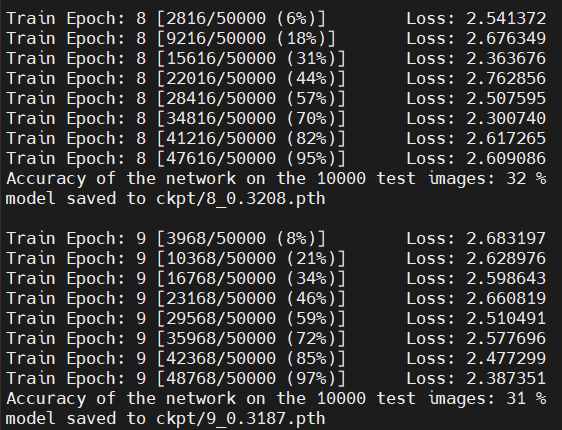 Train Epoch: 8 [2816/50000 (6%)]	Loss: 2.541372
Train Epoch: 8 [9216/50000 (18%)]	Loss: 2.676349
Train Epoch: 8 [15616/50000 (31%)]	Loss: 2.363676
Train Epoch: 8 [22016/50000 (44%)]	Loss: 2.762856
Train Epoch: 8 [28416/50000 (57%)]	Loss: 2.507595
Train Epoch: 8 [34816/50000 (70%)]	Loss: 2.300740
Train Epoch: 8 [41216/50000 (82%)]	Loss: 2.617265
Train Epoch: 8 [47616/50000 (95%)]	Loss: 2.609086
Accuracy of the network on the 10000 test images: 32 %
model saved to ckpt/8_0.3208.pth

Train Epoch: 9 [3968/50000 (8%)]	Loss: 2.683197
Train Epoch: 9 [10368/50000 (21%)]	Loss: 2.628976
Train Epoch: 9 [16768/50000 (34%)]	Loss: 2.598643
Train Epoch: 9 [23168/50000 (46%)]	Loss: 2.660819
Train Epoch: 9 [29568/50000 (59%)]	Loss: 2.510491
Train Epoch: 9 [35968/50000 (72%)]	Loss: 2.577696
Train Epoch: 9 [42368/50000 (85%)]	Loss: 2.477299
Train Epoch: 9 [48768/50000 (97%)]	Loss: 2.387351
Accuracy of the network on the 10000 test images: 31 %
model saved to ckpt/9_0.3187.pth